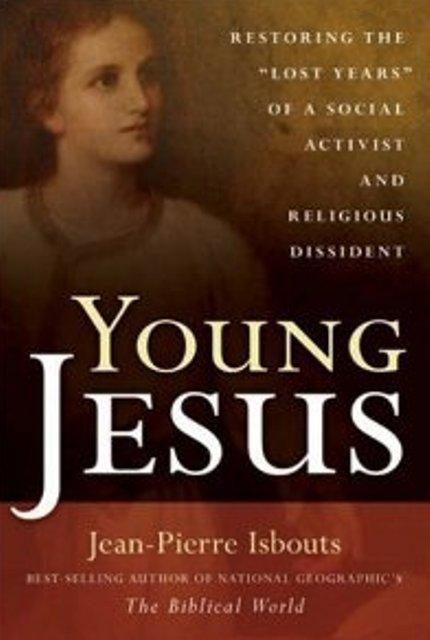 RESTORING THE
"LOST YEARS"
OF A SOCIAL
ACTIVIST
AND
RELIGIOUS
DISSIDENT
YOUNG
JESUS
Jean-Pierre Isbouts
BEST-SELLING AUTHOR OF NATIONAL GEOGRAPHIC'S
The Biblical World